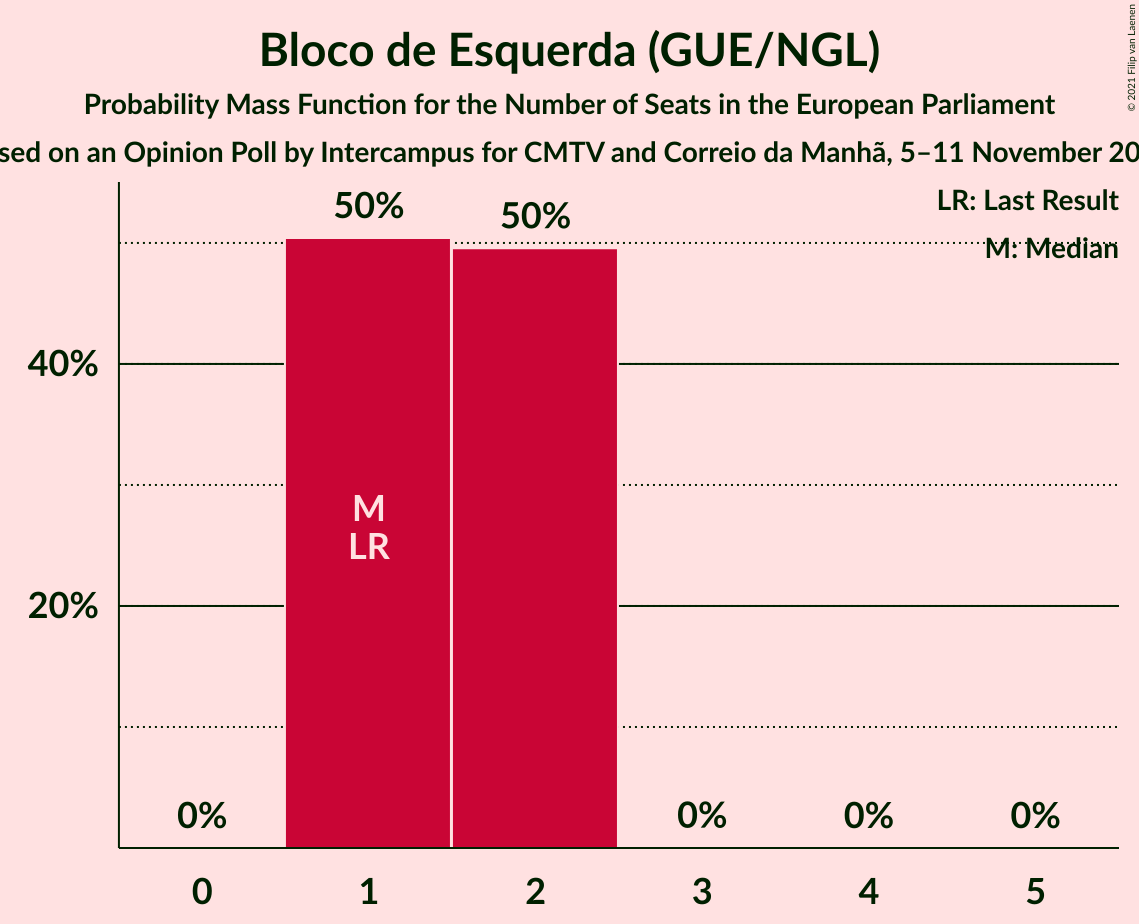 Bloco de Esquerda (GUE/NGL)
Probability Mass Function for the Number of Seats in the European Parliament
sed on an Opinion Poll by Intercampus for CMTV and Correio da Manhã, 5–11 November 20
© 2021 Filip van Laenen
LR: Last Result
M: Median
50%
50%
40%
20%
M
LR
0%
0%
0%
0%
0
1
2
3
4
5